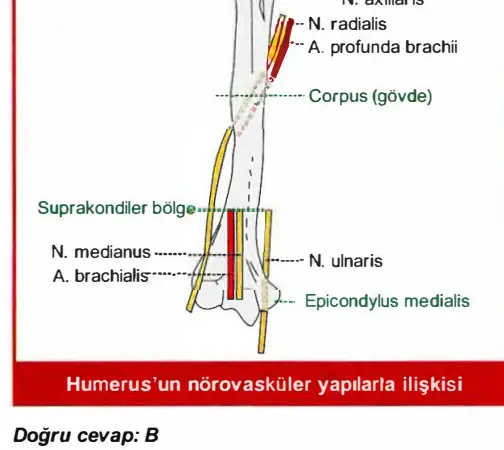 N. axillaris
N. radialis
A. profunda brachii
Corpus (gövde)
Suprakondiler bölge
N. medianus
A. brachialis
N. ulnaris
Epicondylus medialis
Humerus'un nörovasküler yapılarla ilişkisi
Doğru cevap: B